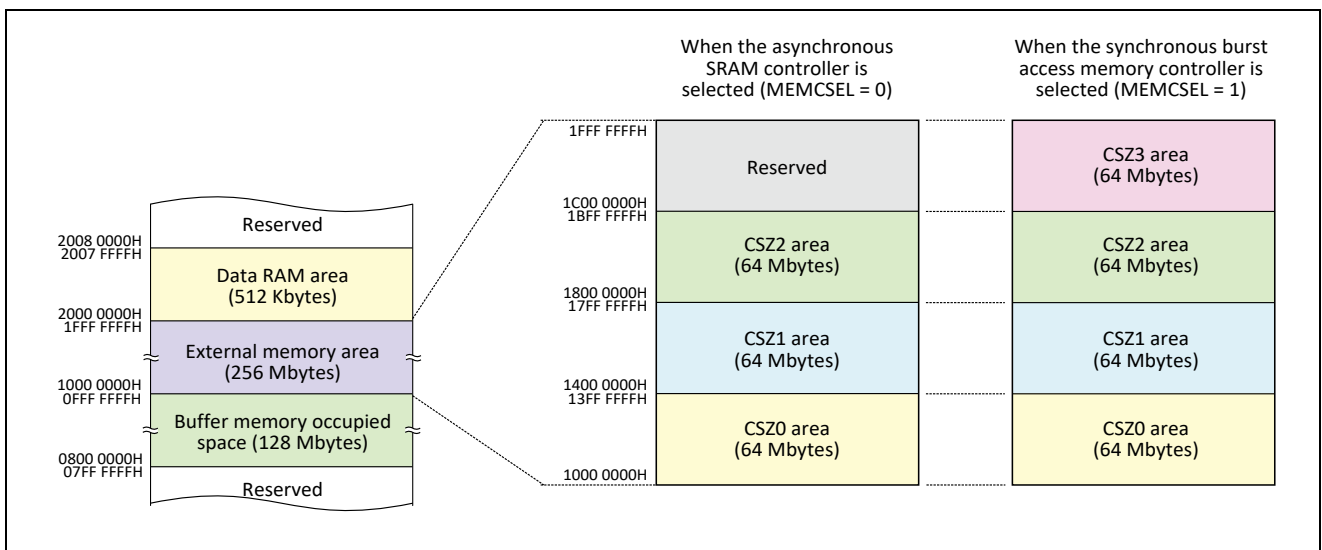 When the asynchronous
SRAM controller is
selected (MEMCSEL = 0)
When the synchronous burst
access memory controller is
selected (MEMCSEL = 1)
Reserved
2008 0000H
2007 FFFFH
Data RAM area
(512 Kbytes)
2000 0000H
1FFF FFFFH
External memory area
(256 Mbytes)
1000 0000H
0FFF FFFFH
Buffer memory occupied
space (128 Mbytes)
0800 0000H
07FF FFFFH
Reserved
1FFF FFFFH
Reserved
1C00 0000H
1BFF FFFFH
CSZ2 area
(64 Mbytes)
1800 0000H
17FF FFFFH
CSZ1 area
(64 Mbytes)
1400 0000H
13FF FFFFH
CSZ0 area
(64 Mbytes)
1000 0000H
CSZ3 area
(64 Mbytes)
CSZ2 area
(64 Mbytes)
CSZ1 area
(64 Mbytes)
CSZ0 area
(64 Mbytes)